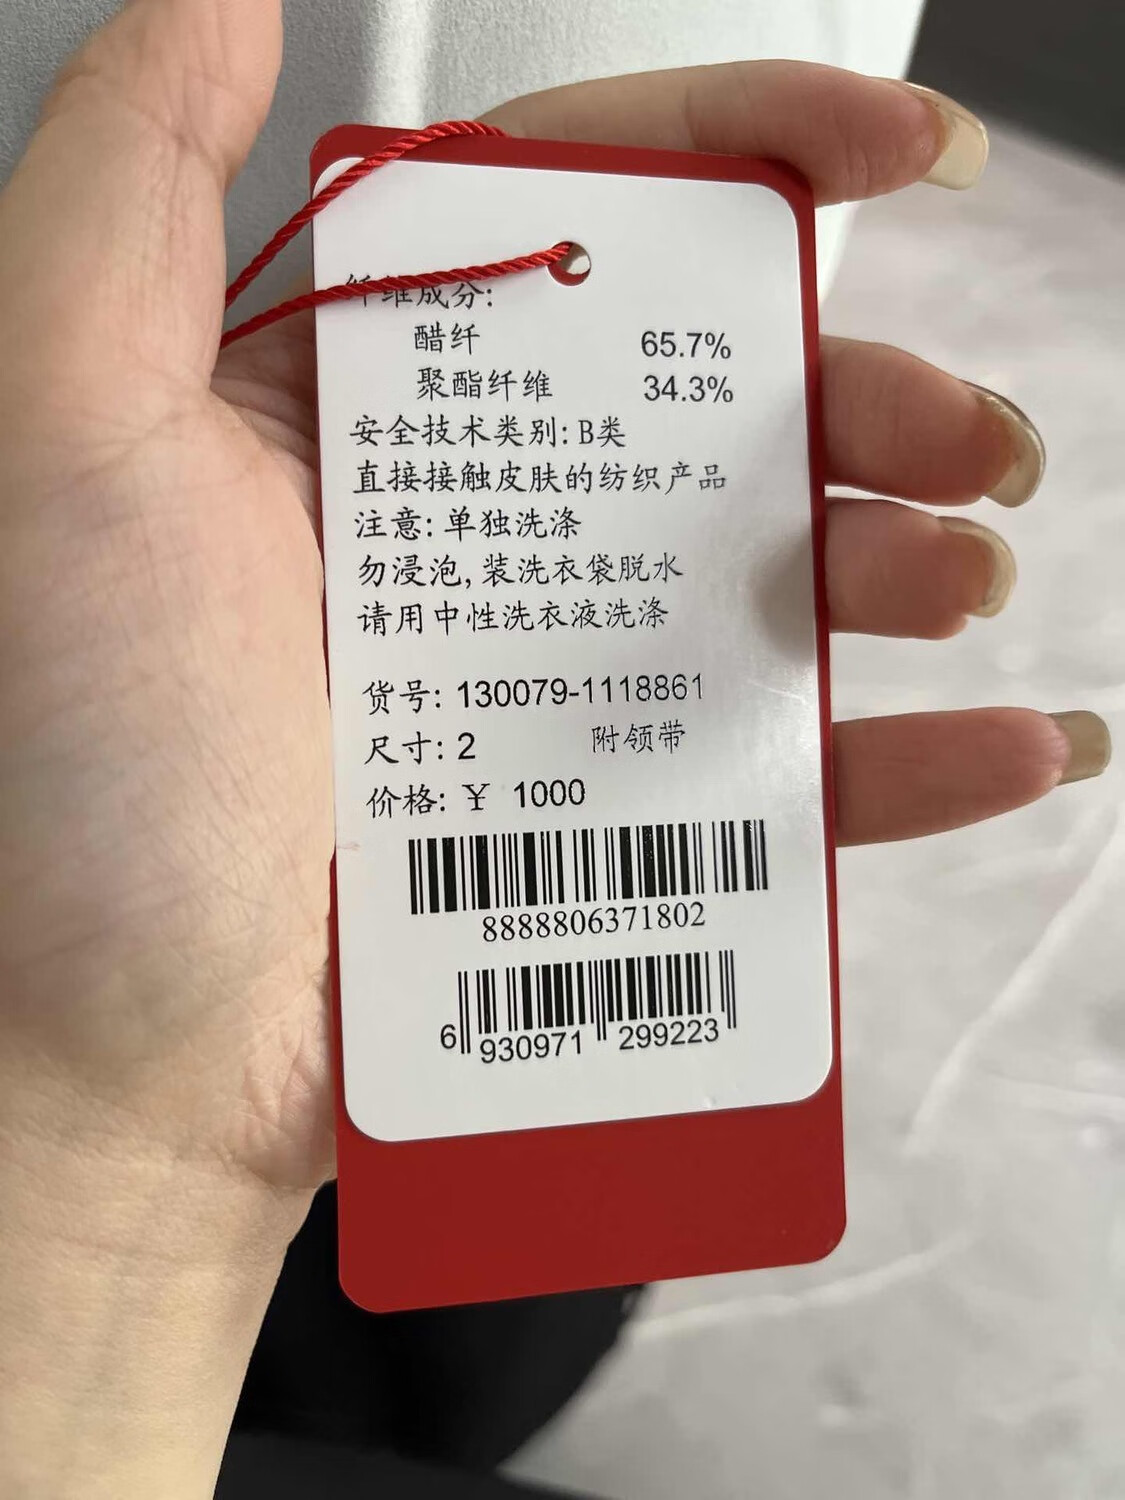 纤维成分:
醋纤 65.7%
聚酯纤维 34.3%
安全技术类别: B类
直接接触皮肤的纺织产品
注意: 单独洗涤
勿浸泡, 装洗衣袋脱水
请用中性洗衣液洗涤
货号: 130079-1118861
尺寸: 2 附领带
价格: ¥ 1000
8888806371802
6 930971 299223